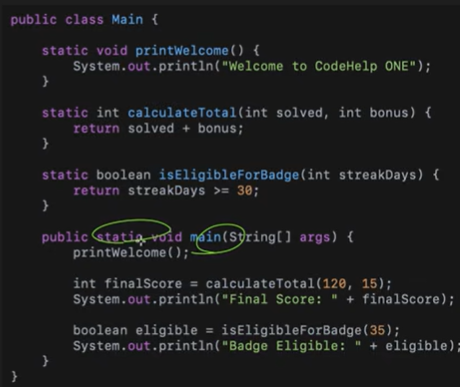 public class Main {
static void printWelcome() {
System.out.println("Welcome to CodeHelp ONE");
}
static int calculateTotal(int solved, int bonus) {
return solved + bonus;
}
static boolean isEligibleForBadge(int streakDays) {
return streakDays >= 30;
}
public static void main(String[] args) {
printWelcome();
int finalScore = calculateTotal(120, 15);
System.out.println("Final Score: " + finalScore);
boolean eligible = isEligibleForBadge(35);
System.out.println("Badge Eligible: " + eligible);
}
}